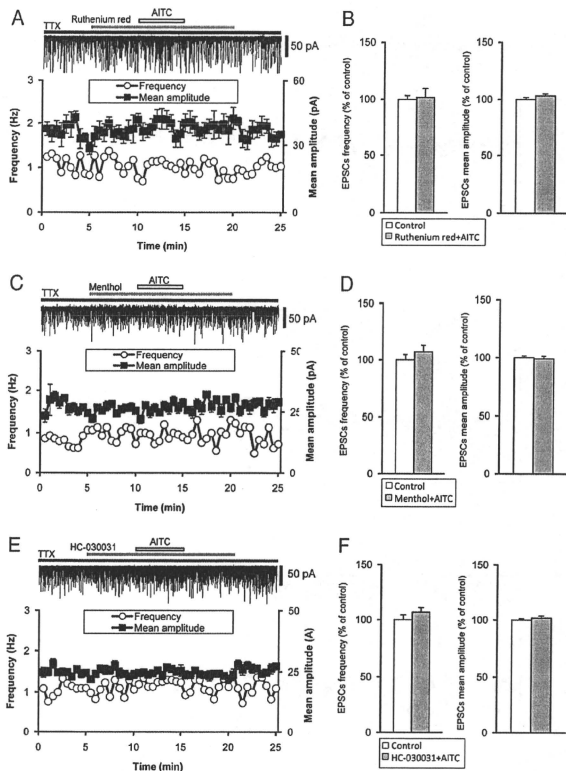 A
AITC
Ruthenium red
TTX
50 pA
Frequency
Mean amplitude
Frequency (Hz)
3
2
1
0
Mean amplitude (pA)
60
40
20
0
0 5 10 15 20 25
Time (min)
B
EPSCs frequency (% of control)
150
100
50
0
EPSCs mean amplitude (% of control)
150
100
50
0
Control
Ruthenium red+AITC
C
AITC
Menthol
TTX
50 pA
Frequency
Mean amplitude
Frequency (Hz)
3
2
1
0
Mean amplitude (pA)
50
25
0
0 5 10 15 20 25
Time (min)
D
EPSCs frequency (% of control)
150
100
50
0
EPSCs mean amplitude (% of control)
150
100
50
0
Control
Menthol+AITC
E
AITC
HC-030031
TTX
50 pA
Frequency
Mean amplitude
Frequency (Hz)
3
2
1
0
Mean amplitude (A)
50
25
0
0 5 10 15 20 25
Time (min)
F
EPSCs frequency (% of control)
150
100
50
0
EPSCs mean amplitude (% of control)
150
100
50
0
Control
HC-030031+AITC